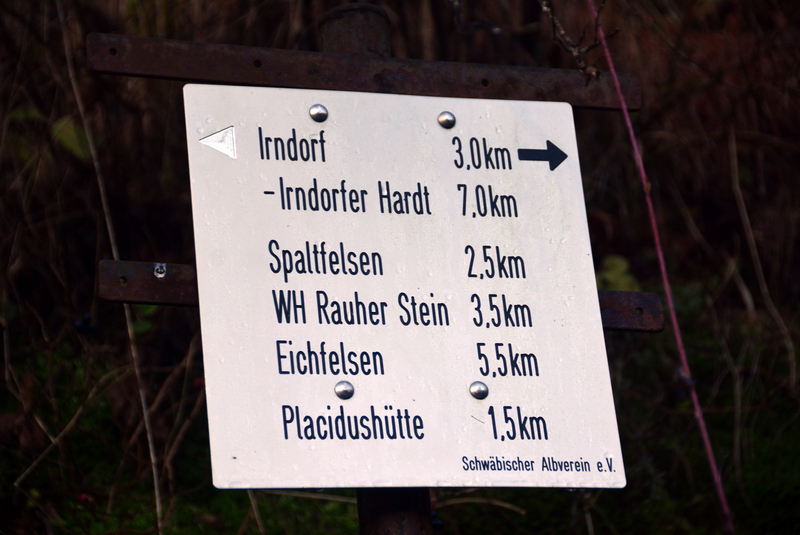 Irndorf 3,0km
-Irndorfer Hardt 7,0km
Spaltfelsen 2,5km
WH Rauher Stein 3,5km
Eichfelsen 5,5km
Placidushütte 1,5km
Schwäbischer Albverein e.V.